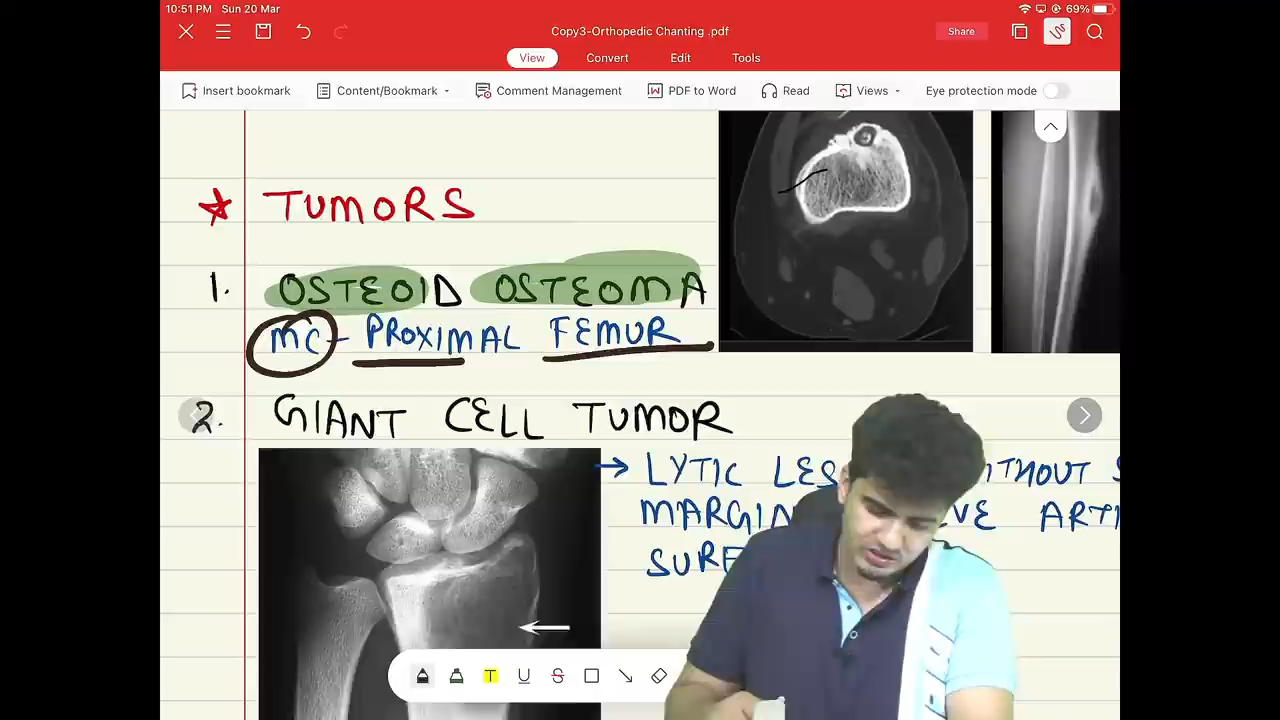 10:51 PM Sun 20 Mar 69%
Copy3-Orthopedic Chanting .pdf
Share
View Convert Edit Tools
Insert bookmark Content/Bookmark Comment Management PDF to Word Read Views Eye protection mode
TUMORS
1. OSTEOID OSTEOMA
MC - PROXIMAL FEMUR
2. GIANT CELL TUMOR
→ LYTIC
MARGIN
T U S